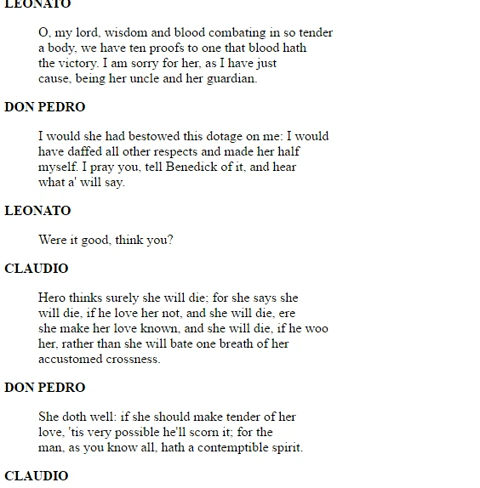 LEONATO
O, my lord, wisdom and blood combating in so tender
a body, we have ten proofs to one that blood hath
the victory. I am sorry for her, as I have just
cause, being her uncle and her guardian.
DON PEDRO
I would she had bestowed this dotage on me: I would
have daffed all other respects and made her half
myself. I pray you, tell Benedick of it, and hear
what a' will say.
LEONATO
Were it good, think you?
CLAUDIO
Hero thinks surely she will die; for she says she
will die, if he love her not, and she will die, ere
she make her love known, and she will die, if he woo
her, rather than she will bate one breath of her
accustomed crossness.
DON PEDRO
She doth well: if she should make tender of her
love, 'tis very possible he'll scorn it; for the
man, as you know all, hath a contemptible spirit.
CLAUDIO